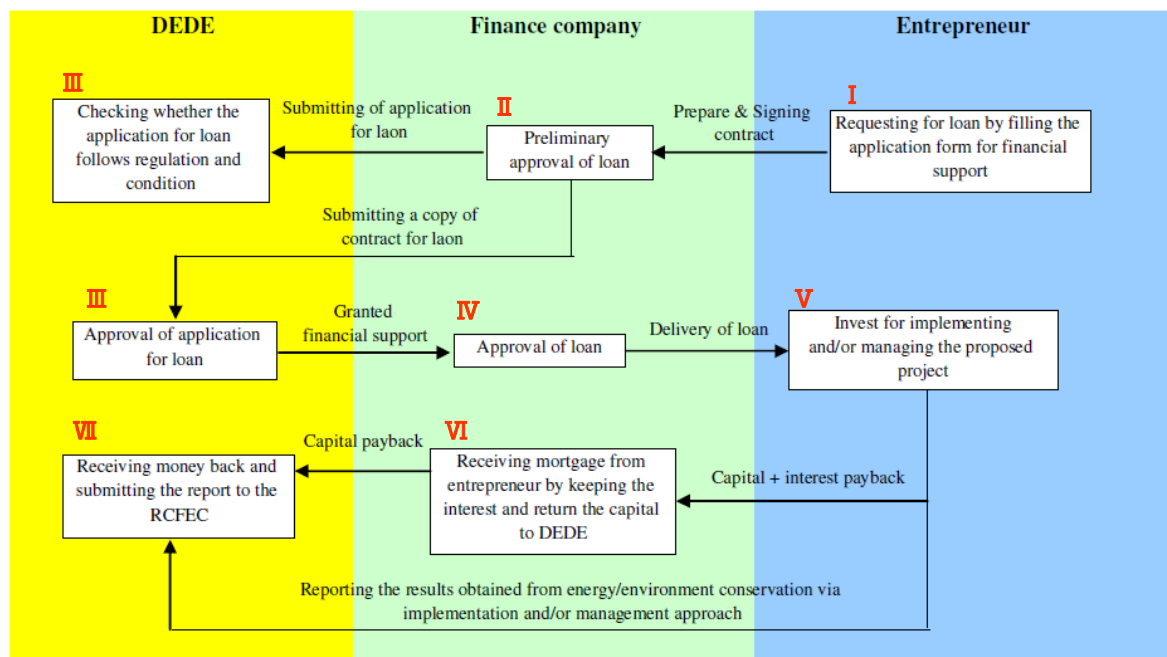 DEDE
Finance company
Entrepreneur
Ⅲ
Checking whether the
application for loan
follows regulation and
condition
Submitting of application
for laon
Ⅱ
Preliminary
approval of loan
Prepare & Signing
contract
Ⅰ
Requesting for loan by filling the
application form for financial
support
Submitting a copy of
contract for laon
Ⅲ
Approval of application
for loan
Granted
financial support
Ⅳ
Approval of loan
Delivery of loan
Ⅴ
Invest for implementing
and/or managing the proposed
project
Ⅶ
Receiving money back and
submitting the report to the
RCFEC
Capital payback
Ⅵ
Receiving mortgage from
entrepreneur by keeping the
interest and return the capital
to DEDE
Capital + interest payback
Reporting the results obtained from energy/environment conservation via
implementation and/or management approach